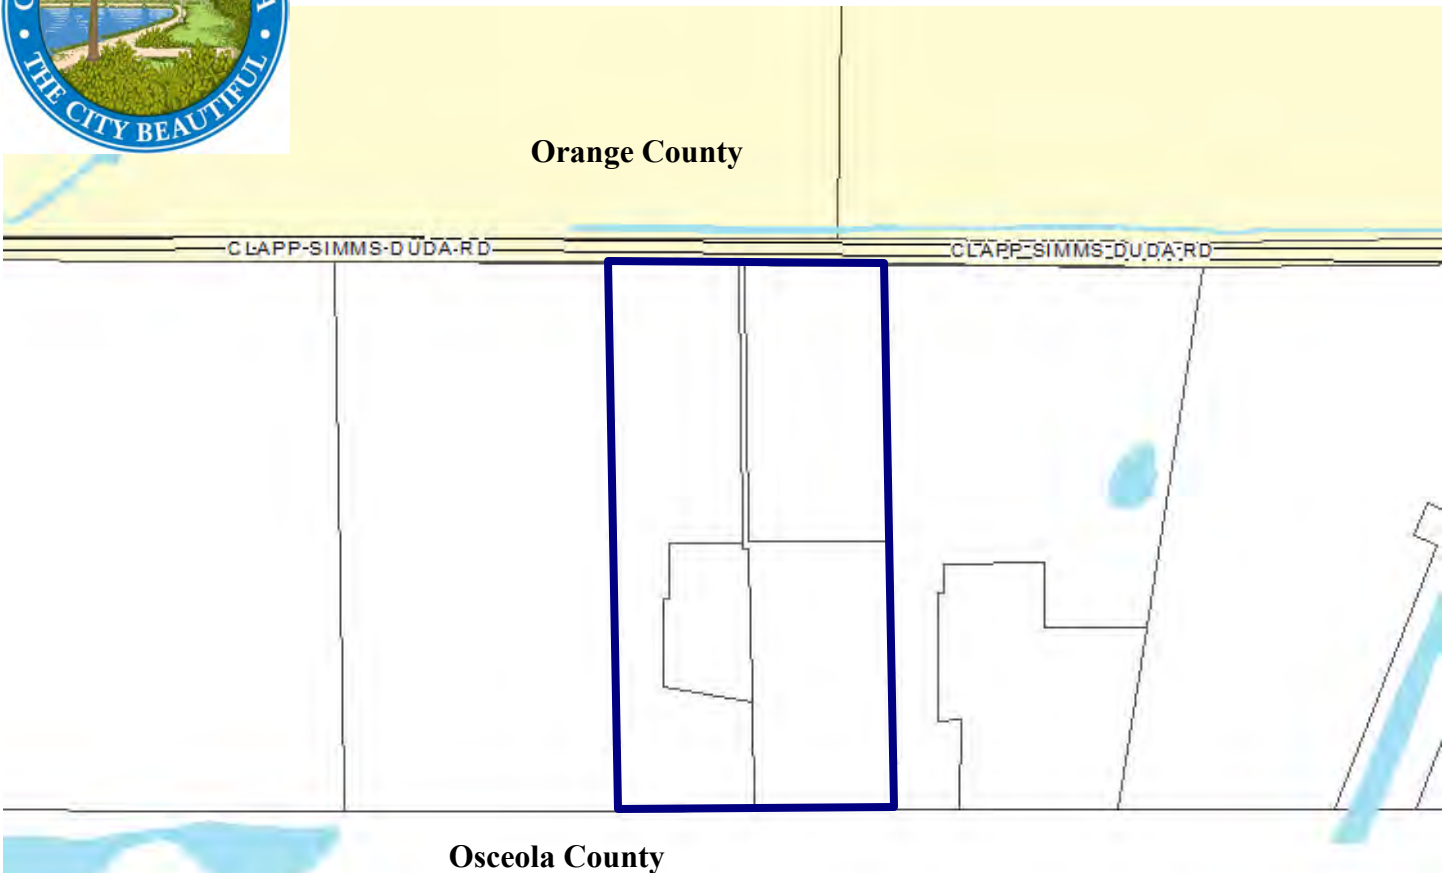 THE CITY BEAUTIFUL
Orange County
CLAPP-SIMMS-DUDA-RD CLAPP-SIMMS-DUDA-RD
Osceola County